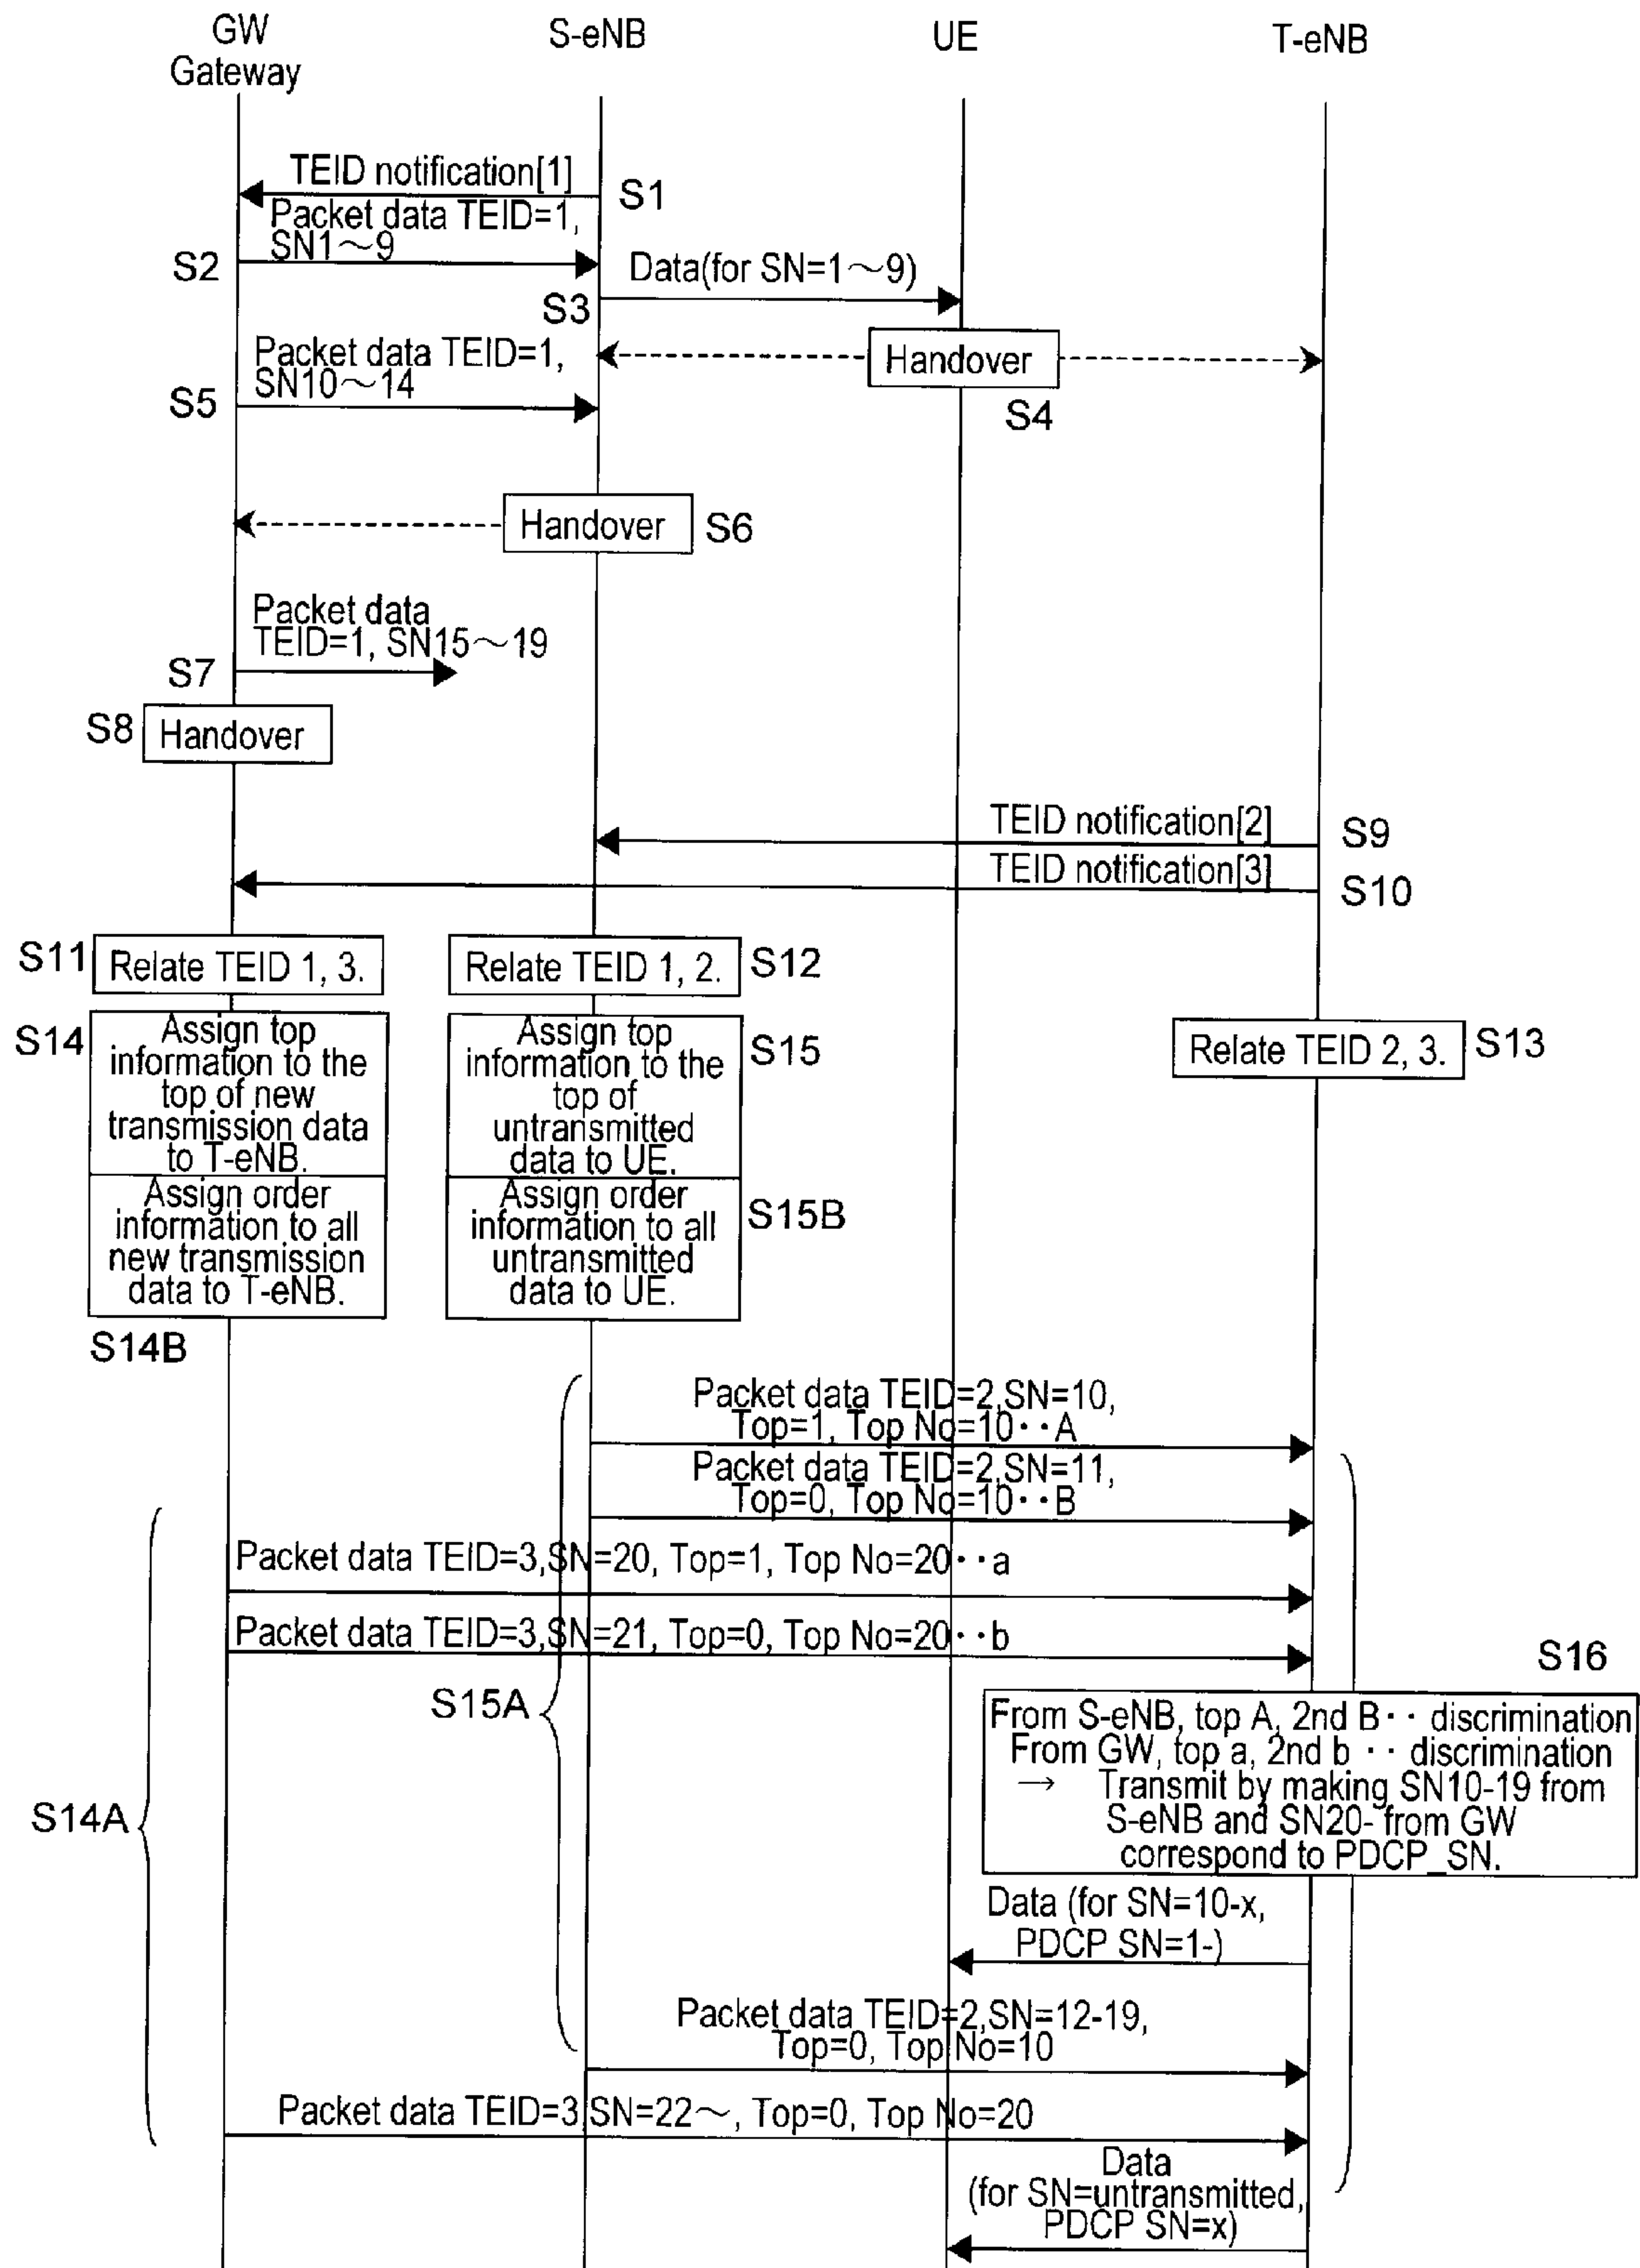 GW
Gateway
S-eNB
UE
T-eNB
TEID notification[1]
S1
Packet data TEID=1,
SN1～9
S2
Data(for SN=1～9)
S3
Packet data TEID=1,
SN10～14
Handover
S5
S4
Handover
S6
Packet data
TEID=1, SN15～19
S7
S8
Handover
TEID notification[2]
S9
TEID notification[3]
S10
S11
Relate TEID 1, 3.
Relate TEID 1, 2.
S12
S14
Assign top
information to the
top of new
transmission data
to T-eNB.
Assign top
information to the
top of
untransmitted
data to UE.
S15
Relate TEID 2, 3.
S13
Assign order
information to all
new transmission
data to T-eNB.
Assign order
information to all
untransmitted
data to UE.
S15B
S14B
Packet data TEID=2,SN=10,
Top=1, Top No=10··A
Packet data TEID=2,SN=11,
Top=0, Top No=10··B
Packet data TEID=3,SN=20, Top=1, Top No=20··a
Packet data TEID=3,SN=21, Top=0, Top No=20··b
S16
S15A
From S-eNB, top A, 2nd B·· discrimination
From GW, top a, 2nd b ·· discrimination
→ Transmit by making SN10-19 from
S-eNB and SN20- from GW
correspond to PDCP_SN.
S14A
Data (for SN=10-x,
PDCP SN=1-)
Packet data TEID=2,SN=12-19,
Top=0, Top No=10
Packet data TEID=3 SN=22～, Top=0, Top No=20
Data
(for SN=untransmitted,
PDCP SN=x)